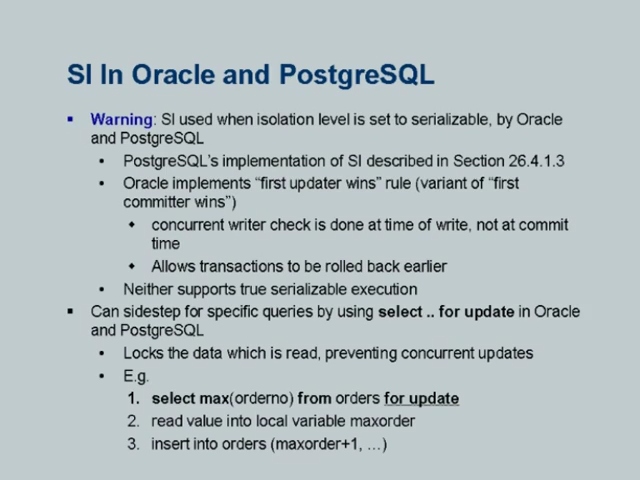 SI In Oracle and PostgreSQL
Warning: SI used when isolation level is set to serializable, by Oracle
and PostgreSQL
PostgreSQL's implementation of SI described in Section 26.4.1.3
Oracle implements "first updater wins" rule (variant of "first
committer wins")
concurrent writer check is done at time of write, not at commit
time
Allows transactions to be rolled back earlier
Neither supports true serializable execution
Can sidestep for specific queries by using select .. for update in Oracle
and PostgreSQL
Locks the data which is read, preventing concurrent updates
E.g.
1. select max(orderno) from orders for update
2. read value into local variable maxorder
3. insert into orders (maxorder+1, …)